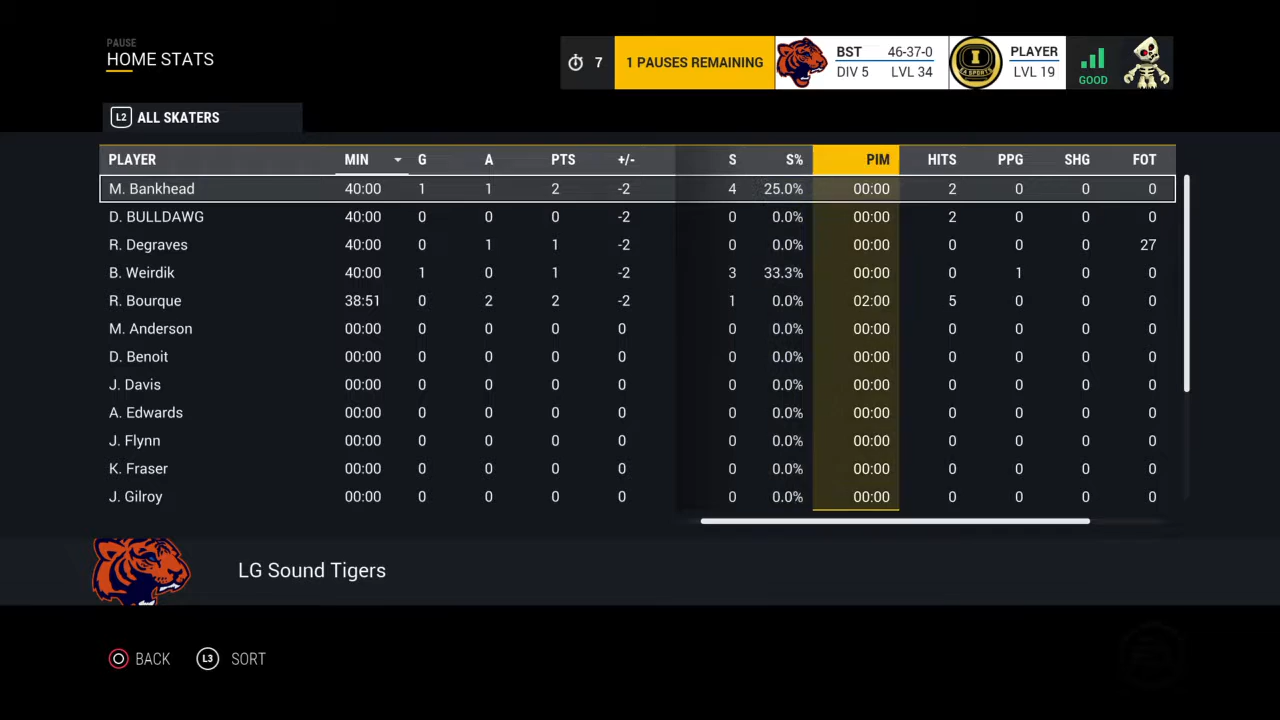 PAUSE
HOME STATS
7
1 PAUSES REMAINING
BST 46-37-0
DIV 5 LVL 34
PLAYER
LVL 19
GOOD
L2 ALL SKATERS
PLAYER MIN G A PTS +/- S S% PIM HITS PPG SHG FOT
M. Bankhead 40:00 1 1 2 -2 4 25.0% 00:00 2 0 0 0
D. BULLDAWG 40:00 0 0 0 -2 0 0.0% 00:00 2 0 0 0
R. Degraves 40:00 0 1 1 -2 0 0.0% 00:00 0 0 0 27
B. Weirdik 40:00 1 0 1 -2 3 33.3% 00:00 0 1 0 0
R. Bourque 38:51 0 2 2 -2 1 0.0% 02:00 5 0 0 0
M. Anderson 00:00 0 0 0 0 0 0.0% 00:00 0 0 0 0
D. Benoit 00:00 0 0 0 0 0 0.0% 00:00 0 0 0 0
J. Davis 00:00 0 0 0 0 0 0.0% 00:00 0 0 0 0
A. Edwards 00:00 0 0 0 0 0 0.0% 00:00 0 0 0 0
J. Flynn 00:00 0 0 0 0 0 0.0% 00:00 0 0 0 0
K. Fraser 00:00 0 0 0 0 0 0.0% 00:00 0 0 0 0
J. Gilroy 00:00 0 0 0 0 0 0.0% 00:00 0 0 0 0
LG Sound Tigers
BACK L3 SORT